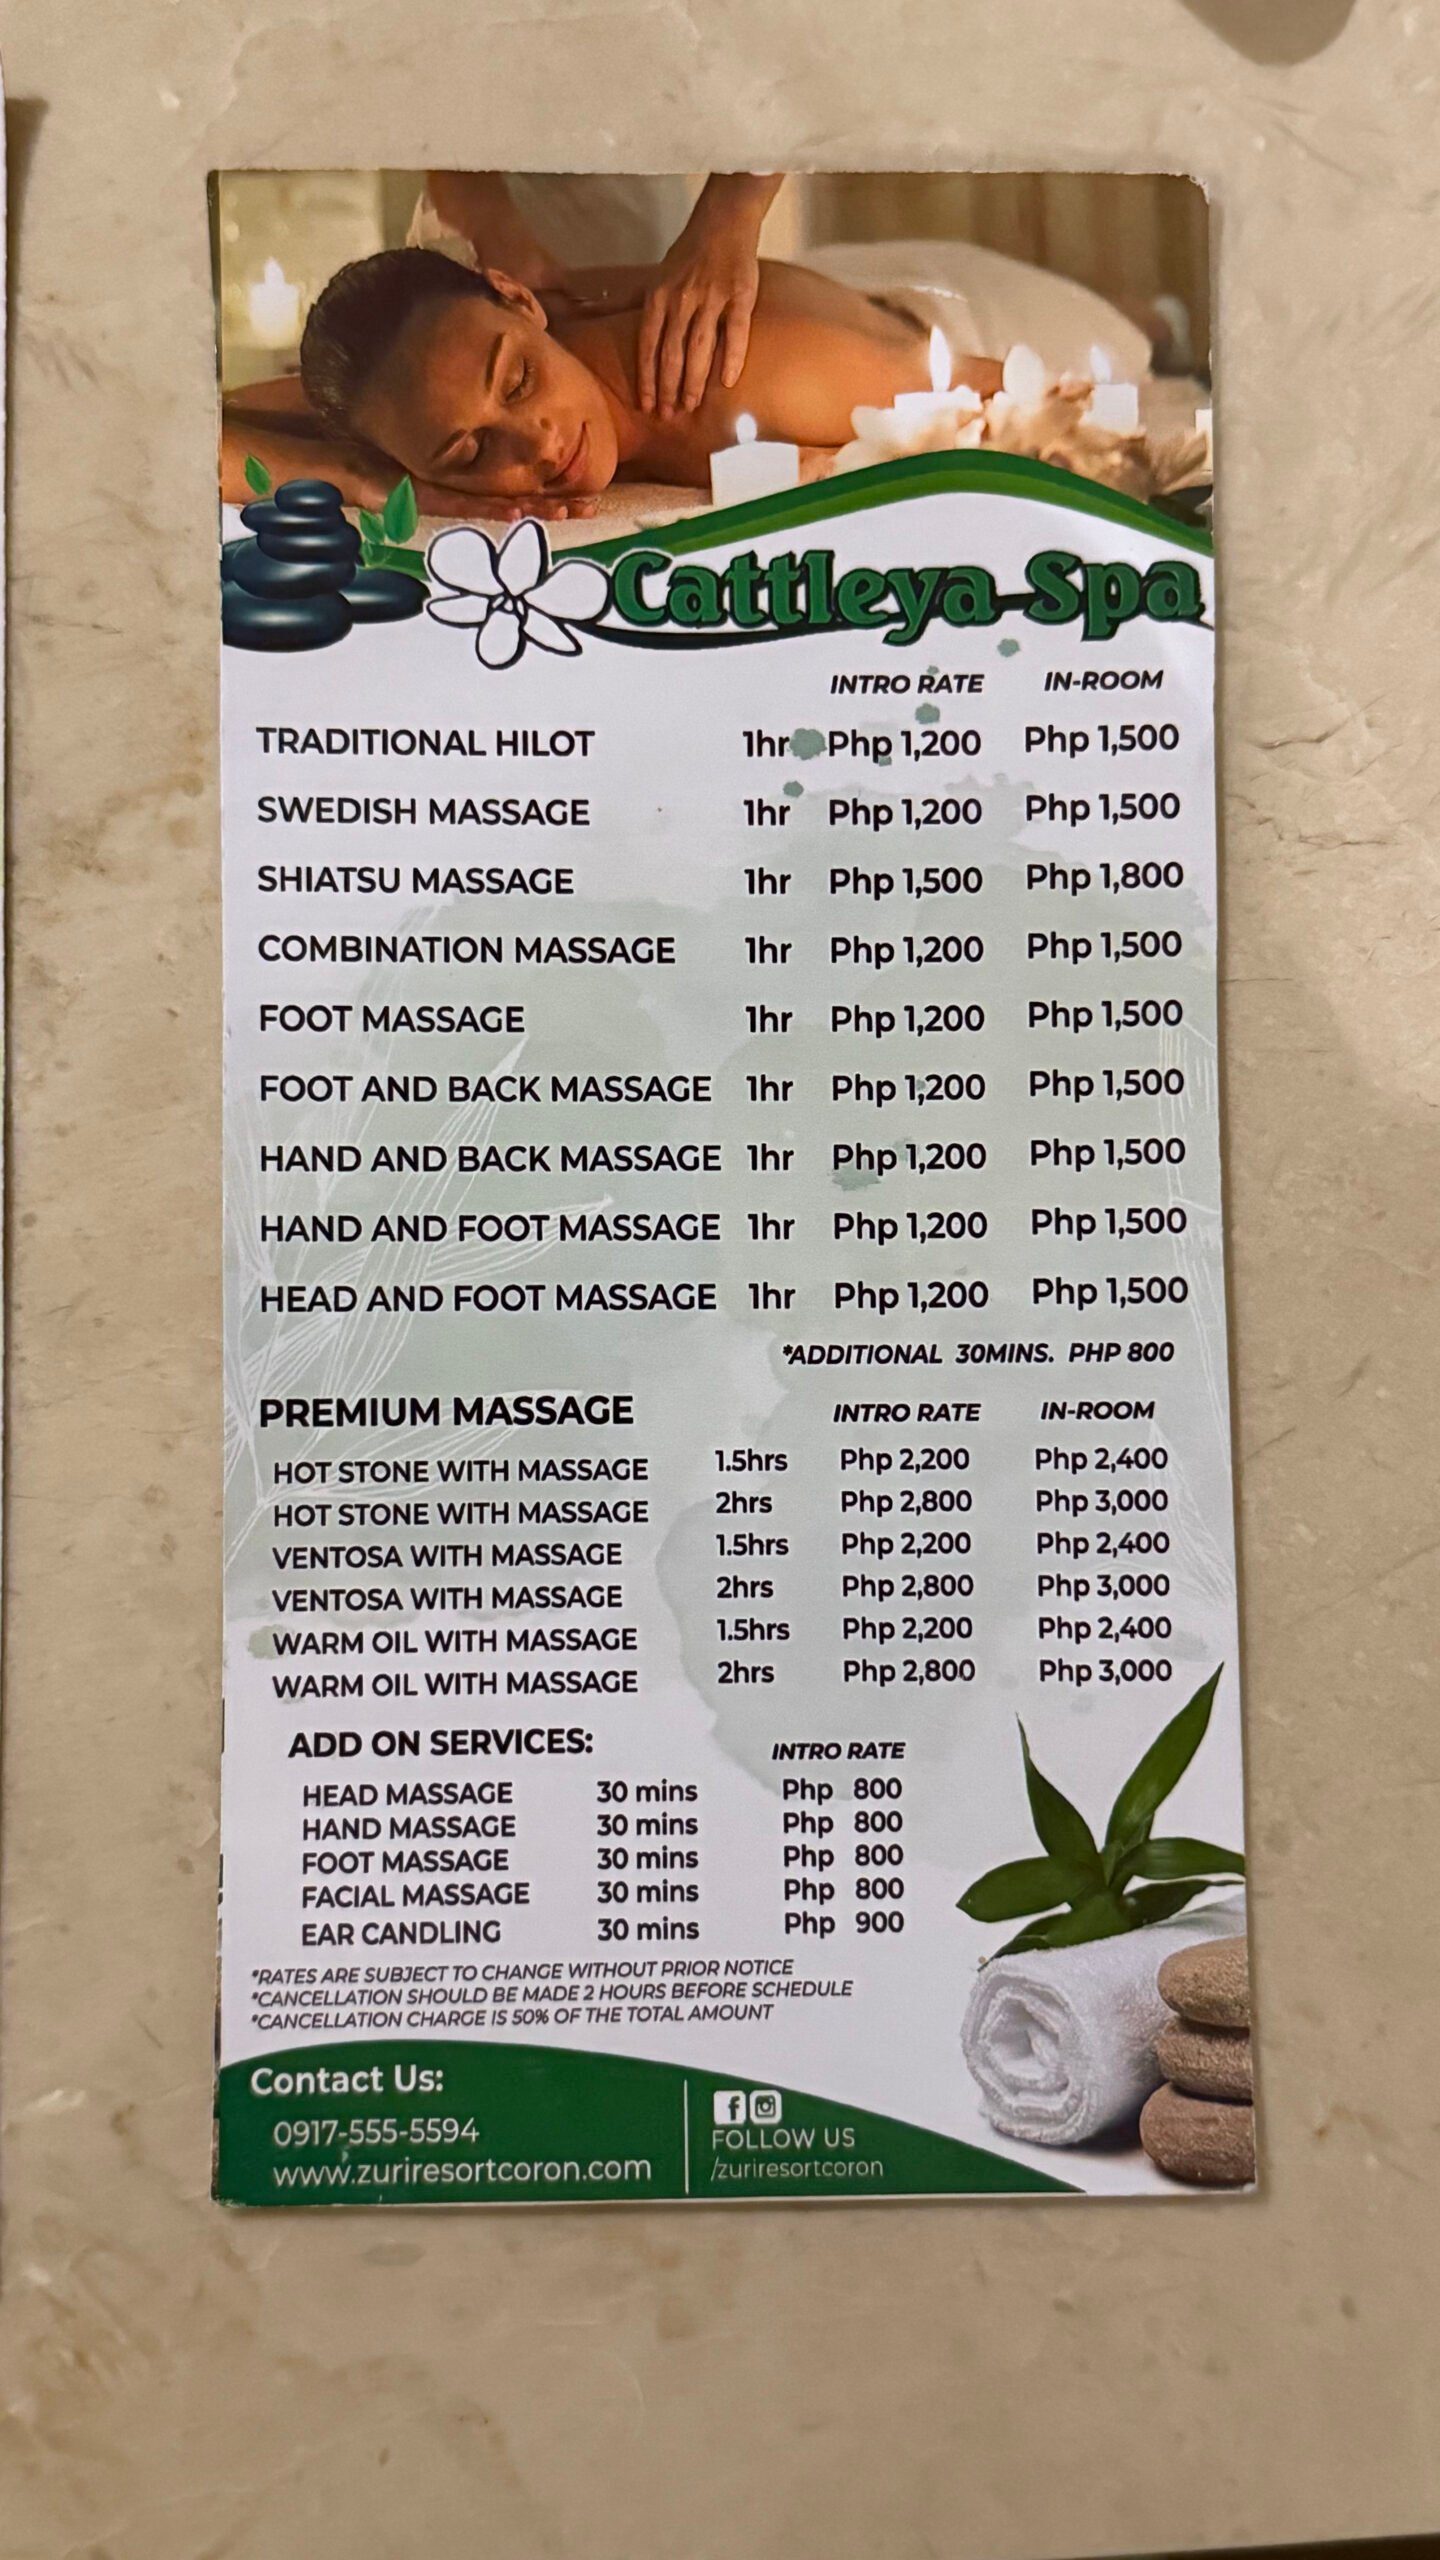 Cattleya Spa
INTRO RATE IN-ROOM
TRADITIONAL HILOT 1hr Php 1,200 Php 1,500
SWEDISH MASSAGE 1hr Php 1,200 Php 1,500
SHIATSU MASSAGE 1hr Php 1,500 Php 1,800
COMBINATION MASSAGE 1hr Php 1,200 Php 1,500
FOOT MASSAGE 1hr Php 1,200 Php 1,500
FOOT AND BACK MASSAGE 1hr Php 1,200 Php 1,500
HAND AND BACK MASSAGE 1hr Php 1,200 Php 1,500
HAND AND FOOT MASSAGE 1hr Php 1,200 Php 1,500
HEAD AND FOOT MASSAGE 1hr Php 1,200 Php 1,500
*ADDITIONAL 30MINS. PHP 800
PREMIUM MASSAGE INTRO RATE IN-ROOM
HOT STONE WITH MASSAGE 1.5hrs Php 2,200 Php 2,400
HOT STONE WITH MASSAGE 2hrs Php 2,800 Php 3,000
VENTOSA WITH MASSAGE 1.5hrs Php 2,200 Php 2,400
VENTOSA WITH MASSAGE 2hrs Php 2,800 Php 3,000
WARM OIL WITH MASSAGE 1.5hrs Php 2,200 Php 2,400
WARM OIL WITH MASSAGE 2hrs Php 2,800 Php 3,000
ADD ON SERVICES: INTRO RATE
HEAD MASSAGE 30 mins Php 800
HAND MASSAGE 30 mins Php 800
FOOT MASSAGE 30 mins Php 800
FACIAL MASSAGE 30 mins Php 800
EAR CANDLING 30 mins Php 900
*RATES ARE SUBJECT TO CHANGE WITHOUT PRIOR NOTICE
*CANCELLATION SHOULD BE MADE 2 HOURS BEFORE SCHEDULE
*CANCELLATION CHARGE IS 50% OF THE TOTAL AMOUNT
Contact Us:
0917-555-5594
www.zuriresortcoron.com
FOLLOW US
/zuriresortcoron